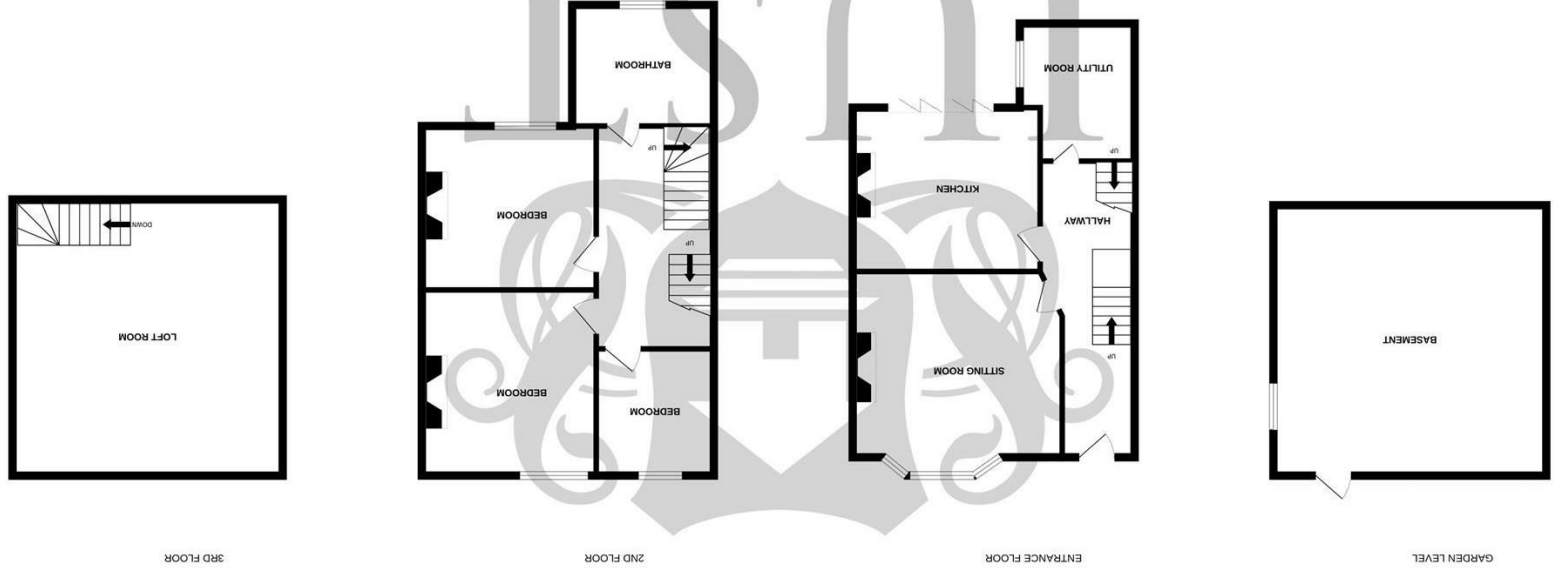 GARDEN LEVEL
BASEMENT
ENTRANCE FLOOR
SITTING ROOM
UP
HALLWAY
KITCHEN
UP
UTILITY ROOM
2ND FLOOR
BEDROOM
BEDROOM
UP
BEDROOM
UP
BATHROOM
3RD FLOOR
LOFT ROOM
DOWN